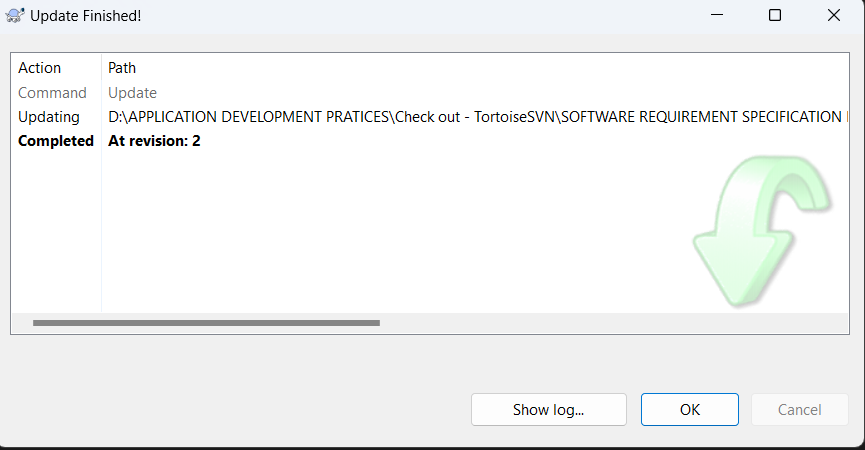 Update Finished!
Action Path
Command Update
Updating D:\APPLICATION DEVELOPMENT PRATICES\Check out - TortoiseSVN\SOFTWARE REQUIREMENT SPECIFICATION
Completed At revision: 2
Show log... OK Cancel